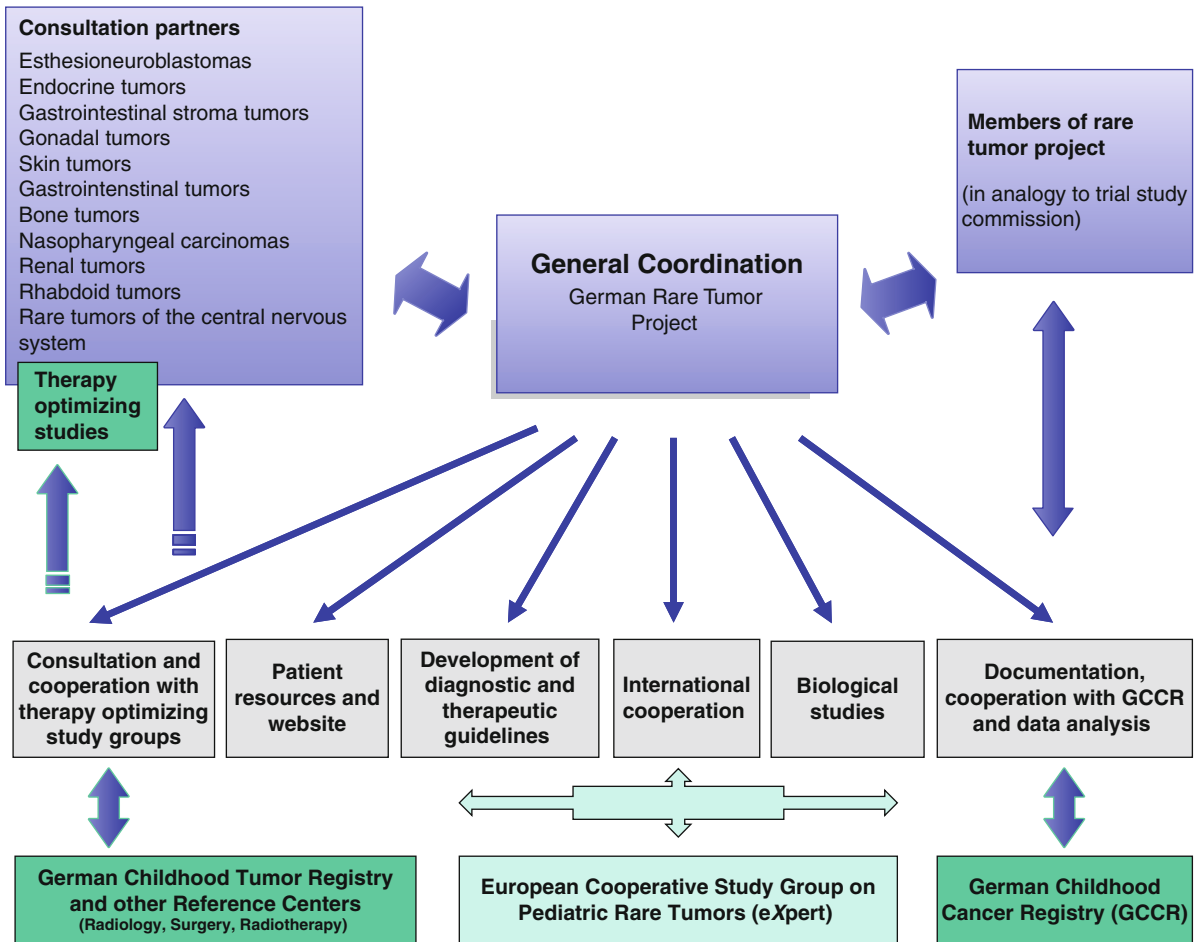 Consultation partners
Esthesioneuroblastomas
Endocrine tumors
Gastrointestinal stroma tumors
Gonadal tumors
Skin tumors
Gastrointenstinal tumors
Bone tumors
Nasopharyngeal carcinomas
Renal tumors
Rhabdoid tumors
Rare tumors of the central nervous
system
Therapy
optimizing
studies
General Coordination
German Rare Tumor
Project
Members of rare
tumor project
(in analogy to trial study
commission)
Consultation and
cooperation with
therapy optimizing
study groups
Patient
resources and
website
Development of
diagnostic and
therapeutic
guidelines
International
cooperation
Biological
studies
Documentation,
cooperation with GCCR
and data analysis
German Childhood Tumor Registry
and other Reference Centers
(Radiology, Surgery, Radiotherapy)
European Cooperative Study Group on
Pediatric Rare Tumors (eXpert)
German Childhood
Cancer Registry (GCCR)